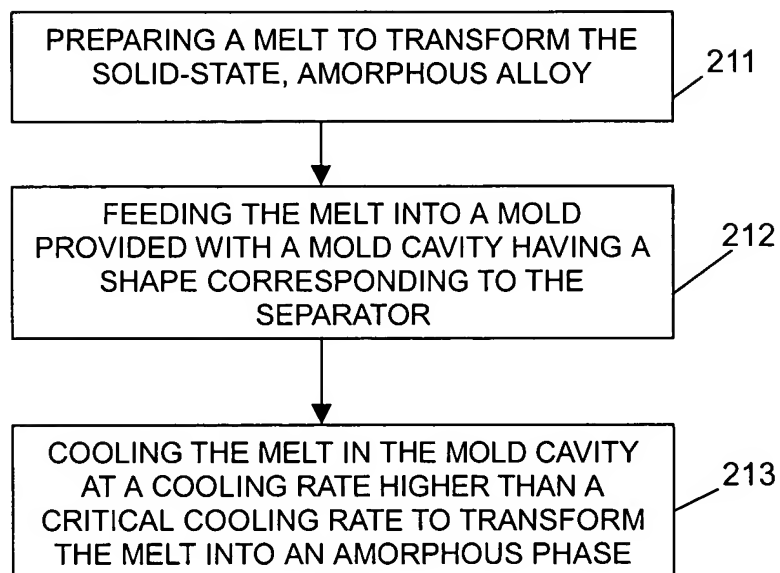 PREPARING A MELT TO TRANSFORM THE
SOLID-STATE, AMORPHOUS ALLOY
211
FEEDING THE MELT INTO A MOLD
PROVIDED WITH A MOLD CAVITY HAVING A
SHAPE CORRESPONDING TO THE
SEPARATOR
212
COOLING THE MELT IN THE MOLD CAVITY
AT A COOLING RATE HIGHER THAN A
CRITICAL COOLING RATE TO TRANSFORM
THE MELT INTO AN AMORPHOUS PHASE
213